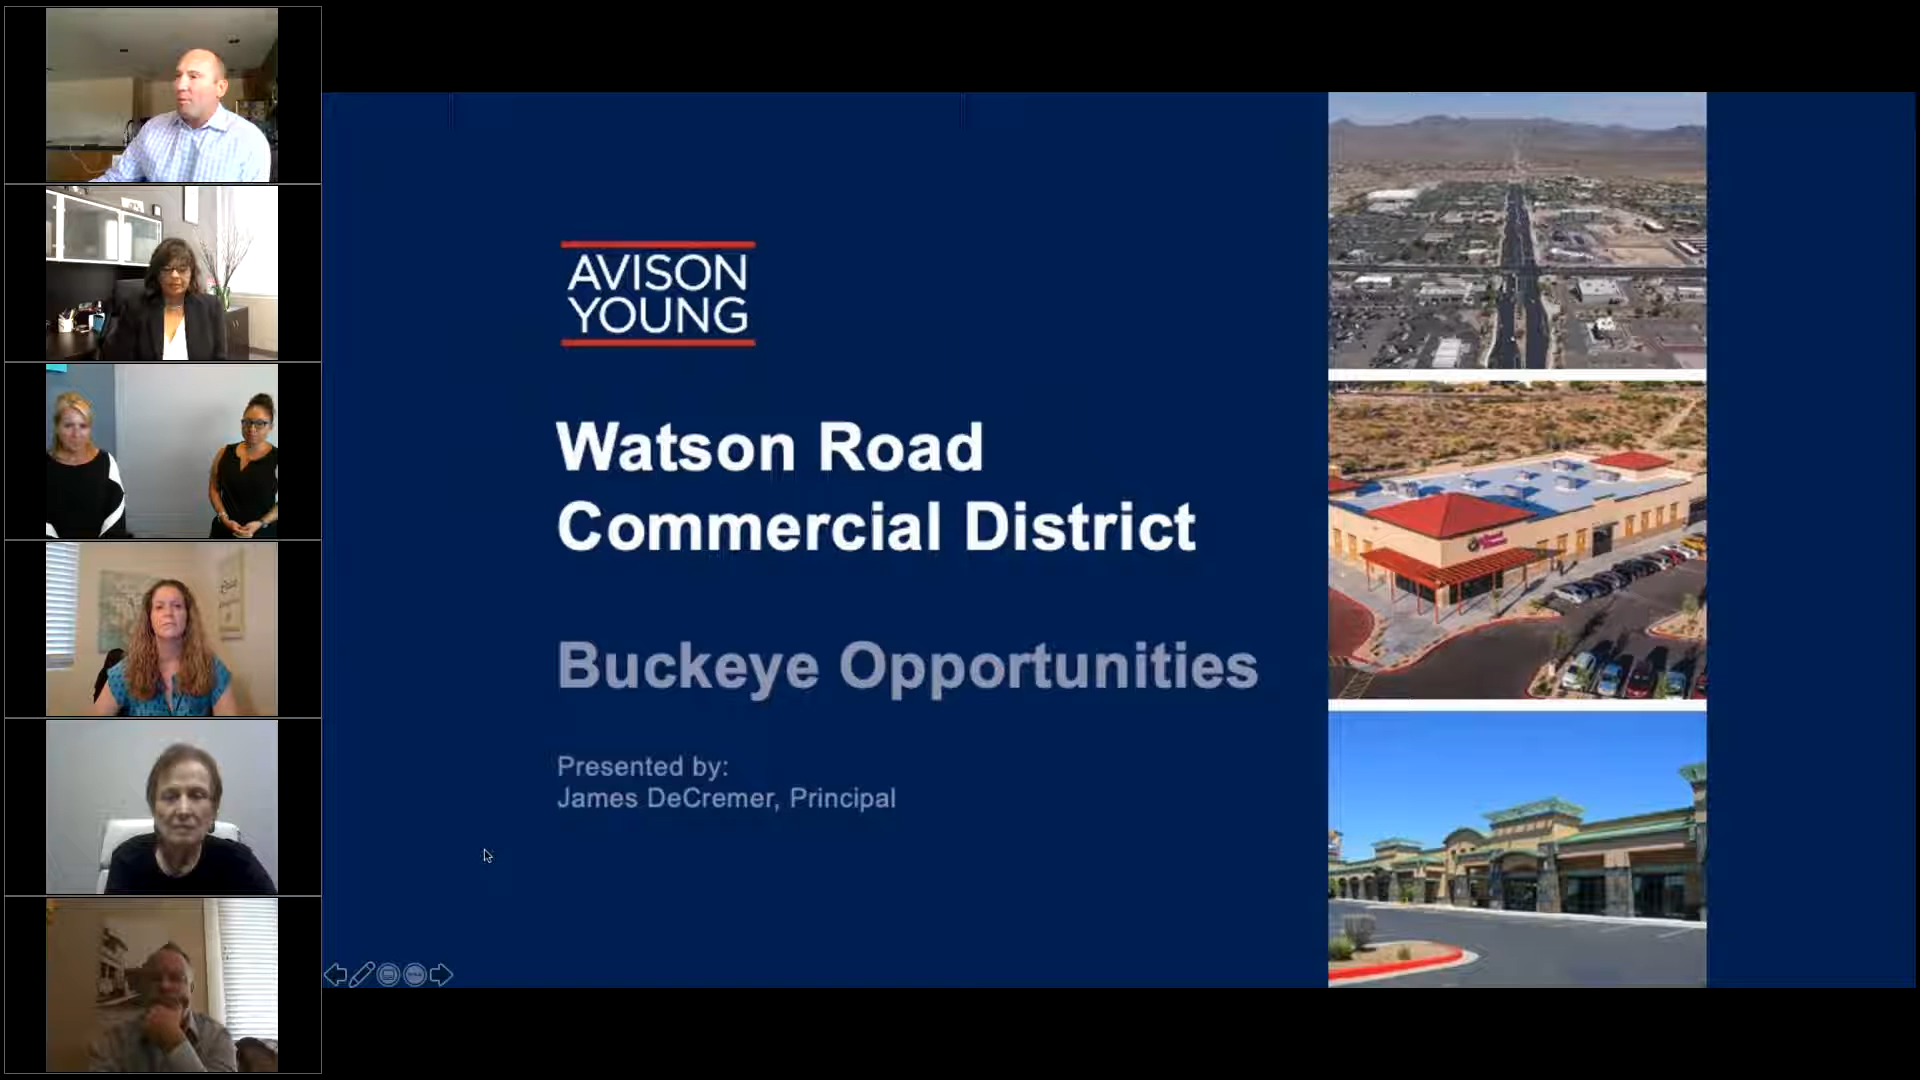 AVISON
YOUNG
Watson Road
Commercial District
Buckeye Opportunities
Presented by:
James DeCremer, Principal